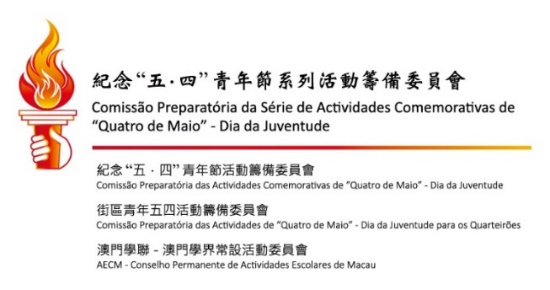 紀念“五·四”青年節系列活動籌備委員會
Comissão Preparatória da Série de Actividades Comemorativas de
“Quatro de Maio” - Dia da Juventude
紀念“五．四”青年節活動籌備委員會
Comissão Preparatória das Actividades Comemorativas de “Quatro de Maio” - Dia da Juventude
街區青年五四活動籌備委員會
Comissão Preparatória das Actividades de “Quatro de Maio” - Dia da Juventude para os Quarteirões
澳門學聯 - 澳門學界常設活動委員會
AECM - Conselho Permanente de Actividades Escolares de Macau